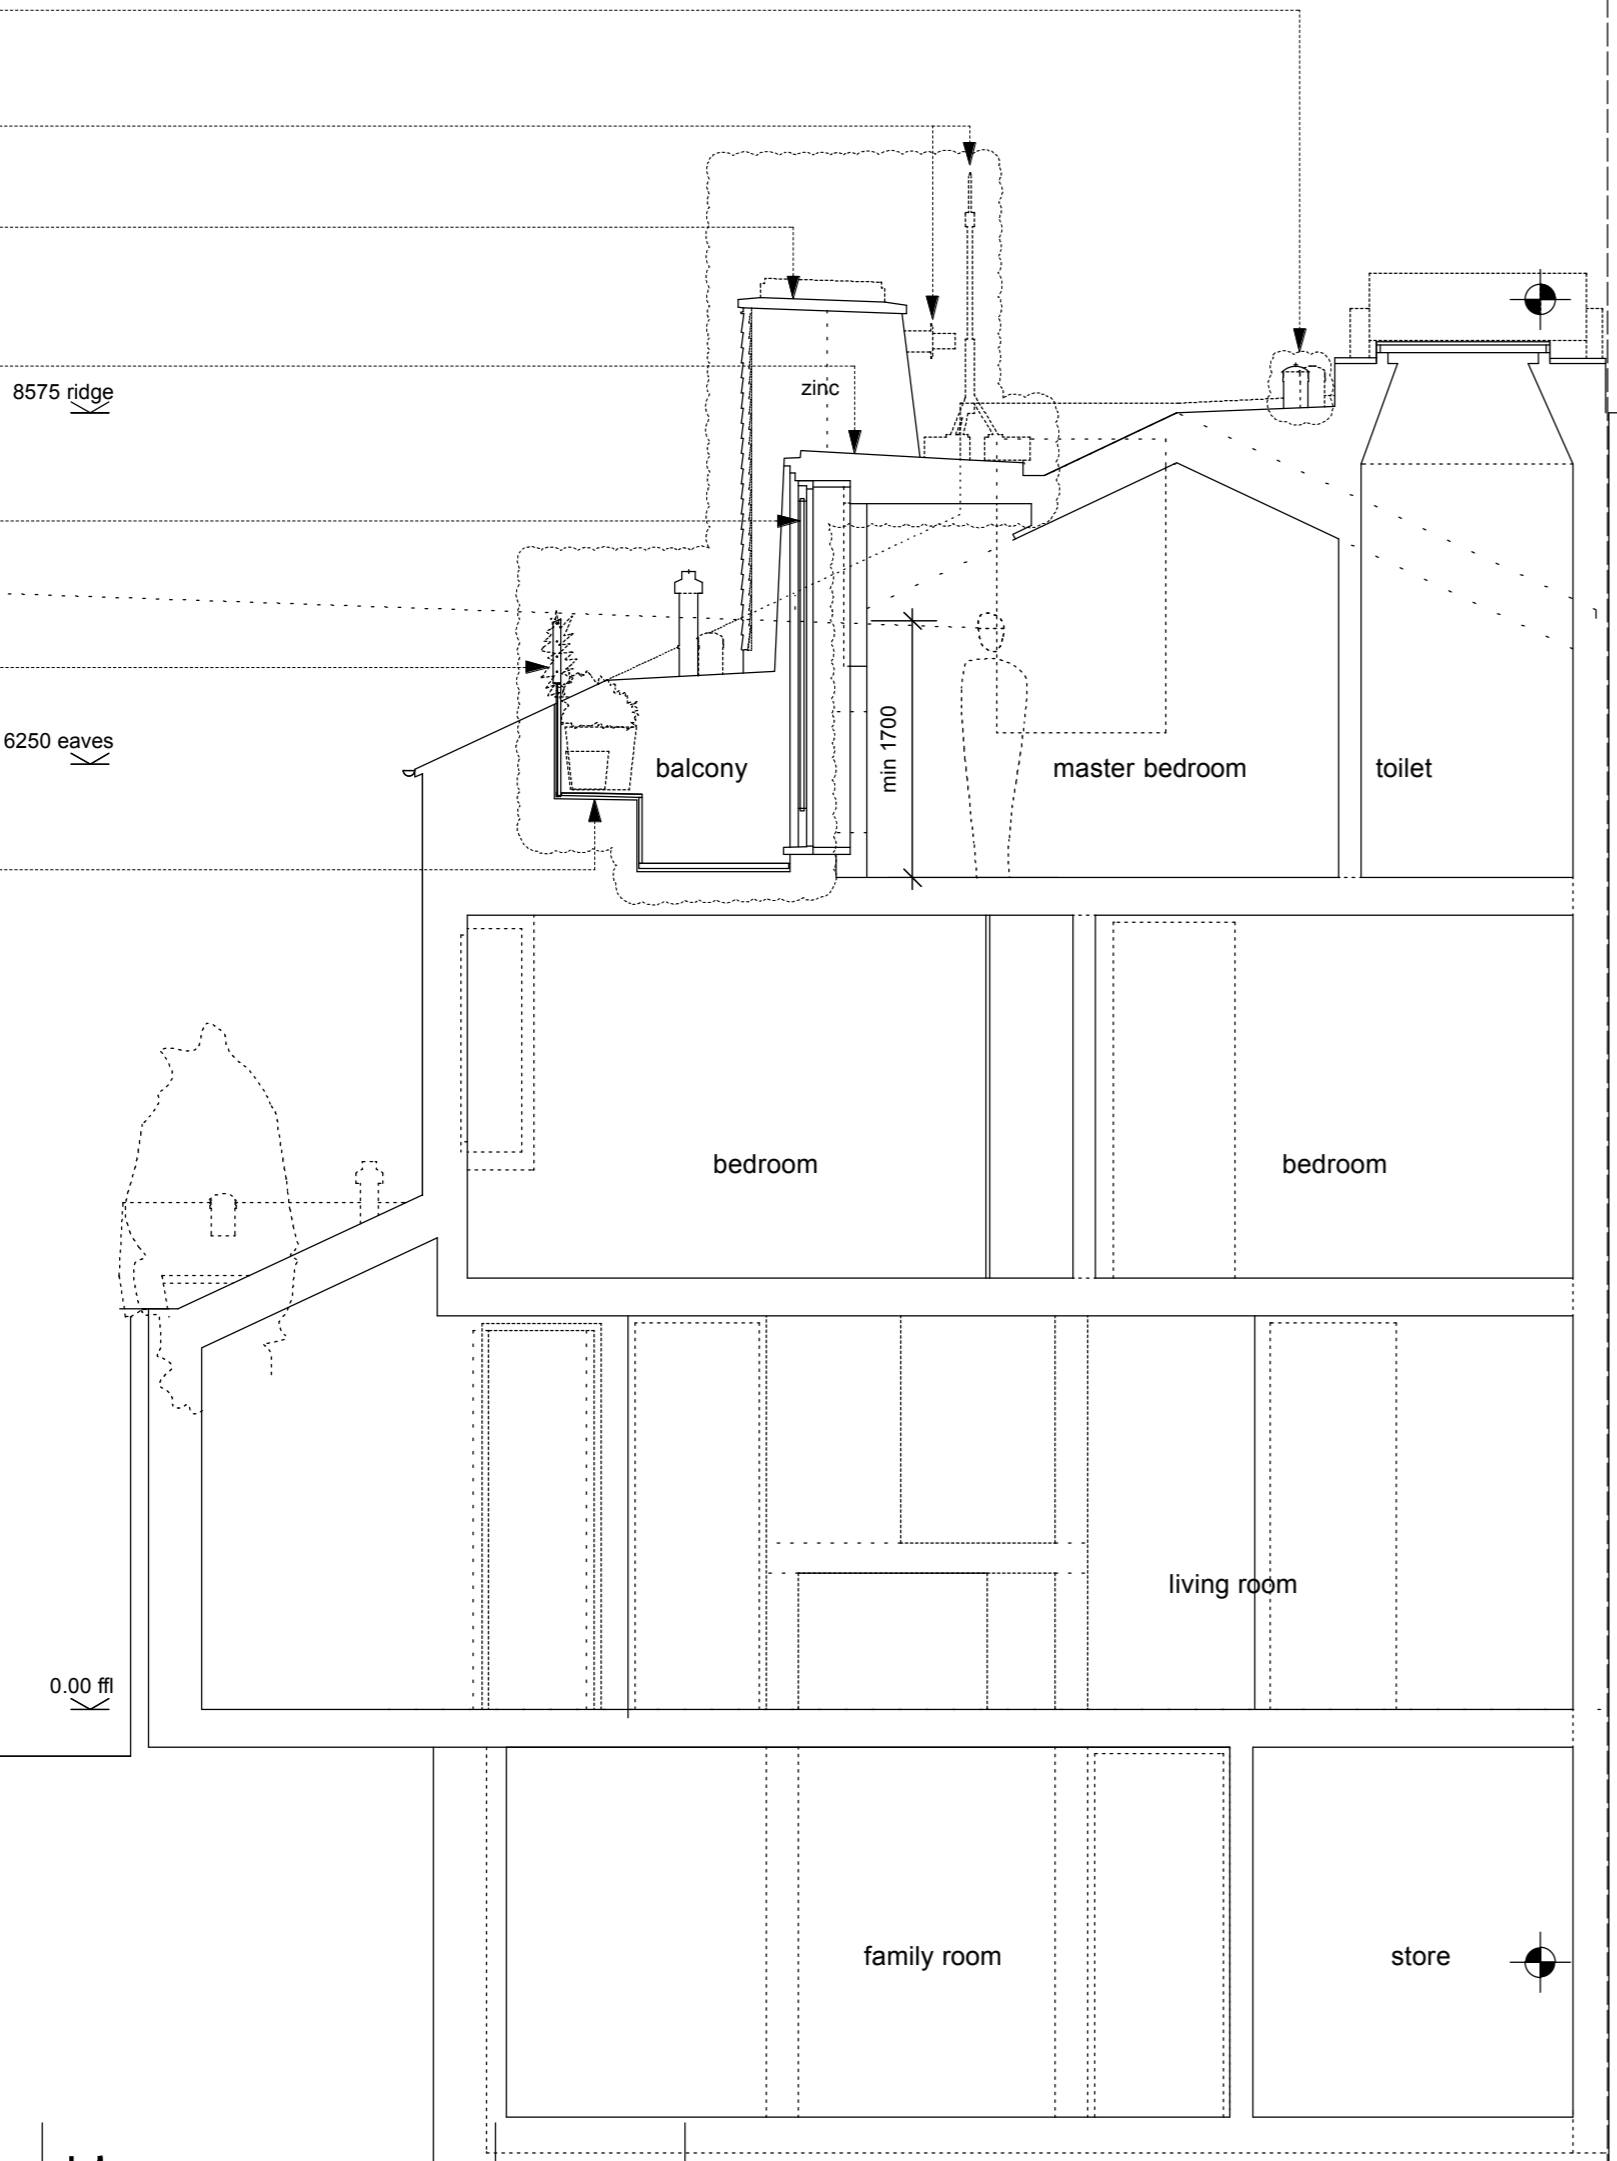 zinc
8575 ridge
min 1700
6250 eaves
balcony
master bedroom
toilet
bedroom
bedroom
living room
0.00 ffl
family room
store